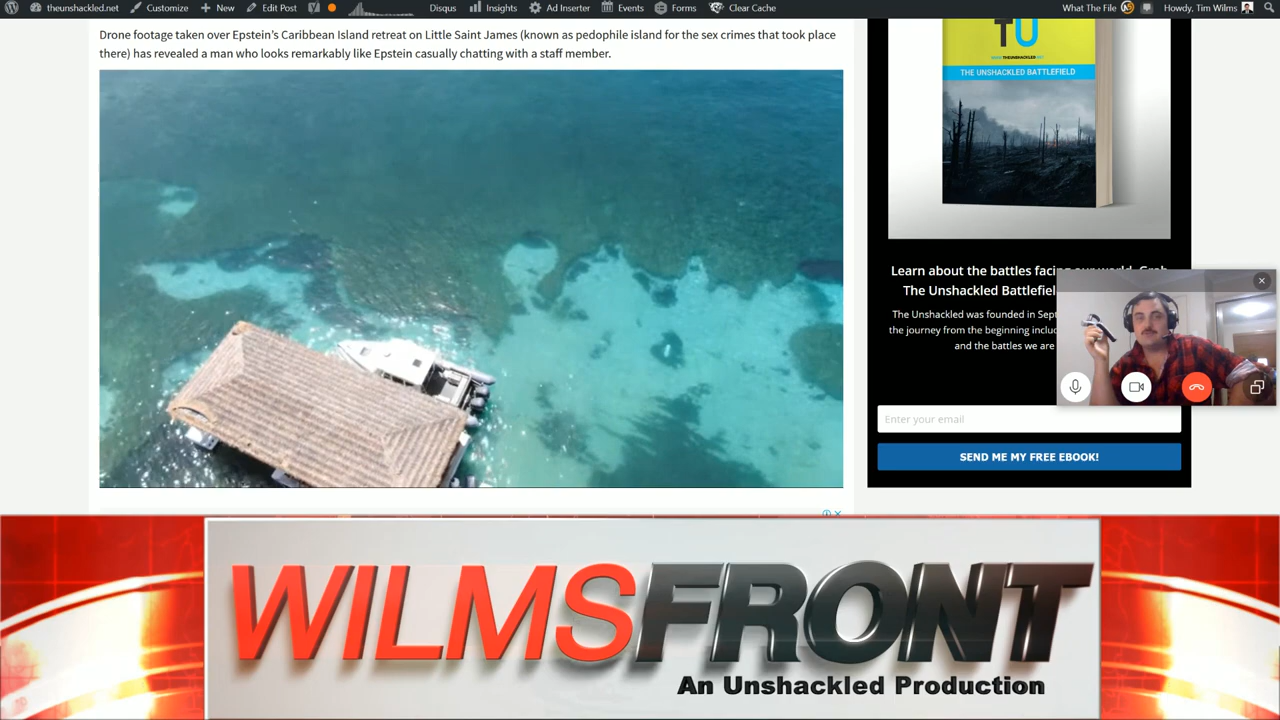 theunshackled.net Customize New Edit Post Disqus Insights Ad Inserter Events Forms Clear Cache What The File Howdy, Tim Wilms
Drone footage taken over Epstein's Caribbean Island retreat on Little Saint James (known as pedophile island for the sex crimes that took place
there) has revealed a man who looks remarkably like Epstein casually chatting with a staff member.
TU
THE UNSHACKLED BATTLEFIELD
Learn about the battles facing our world. Grab
The Unshackled Battlefie
The Unshackled was founded in Sept
the journey from the beginning inclu
and the battles we are
Enter your email
SEND ME MY FREE EBOOK!
WILMSFRONT
An Unshackled Production